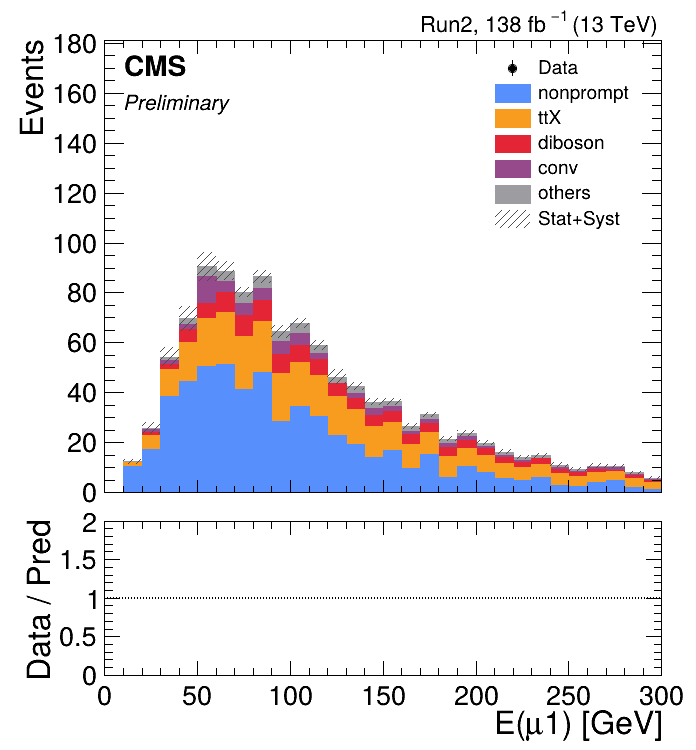 Run2, 138 fb⁻¹ (13 TeV)
CMS
Preliminary
Events
180
160
140
120
100
80
60
40
20
0
Data
nonprompt
ttX
diboson
conv
others
Stat+Syst
Data / Pred
2
1.5
1
0.5
0
0 50 100 150 200 250 300
E(μ1) [GeV]